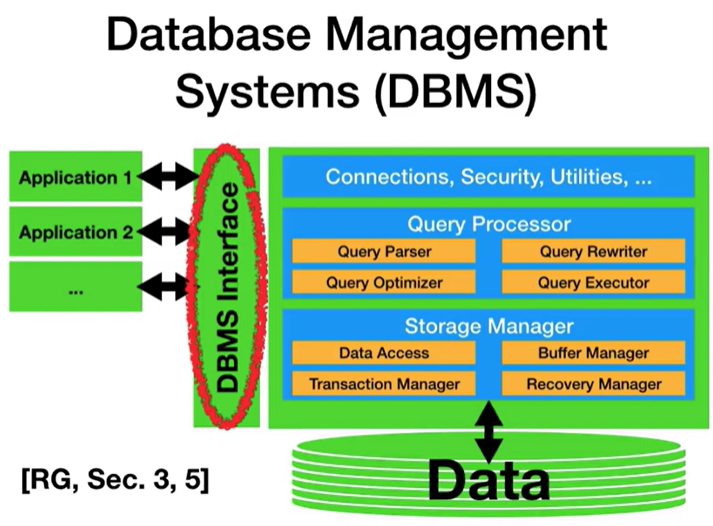 Database Management
Systems (DBMS)
Application 1
Application 2
...
DBMS Interface
Connections, Security, Utilities, ...
Query Processor
Query Parser
Query Rewriter
Query Optimizer
Query Executor
Storage Manager
Data Access
Buffer Manager
Transaction Manager
Recovery Manager
Data
[RG, Sec. 3, 5]